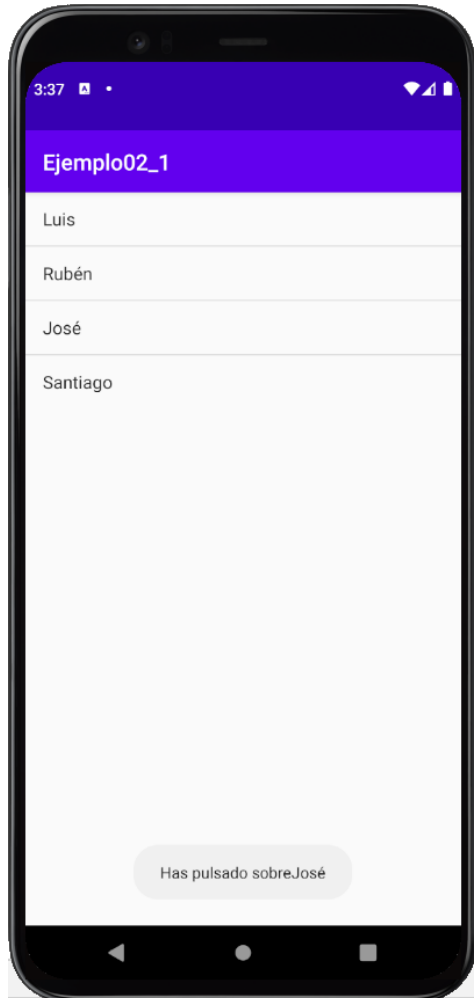 3:37
Ejemplo02_1
Luis
Rubén
José
Santiago
Has pulsado sobreJosé